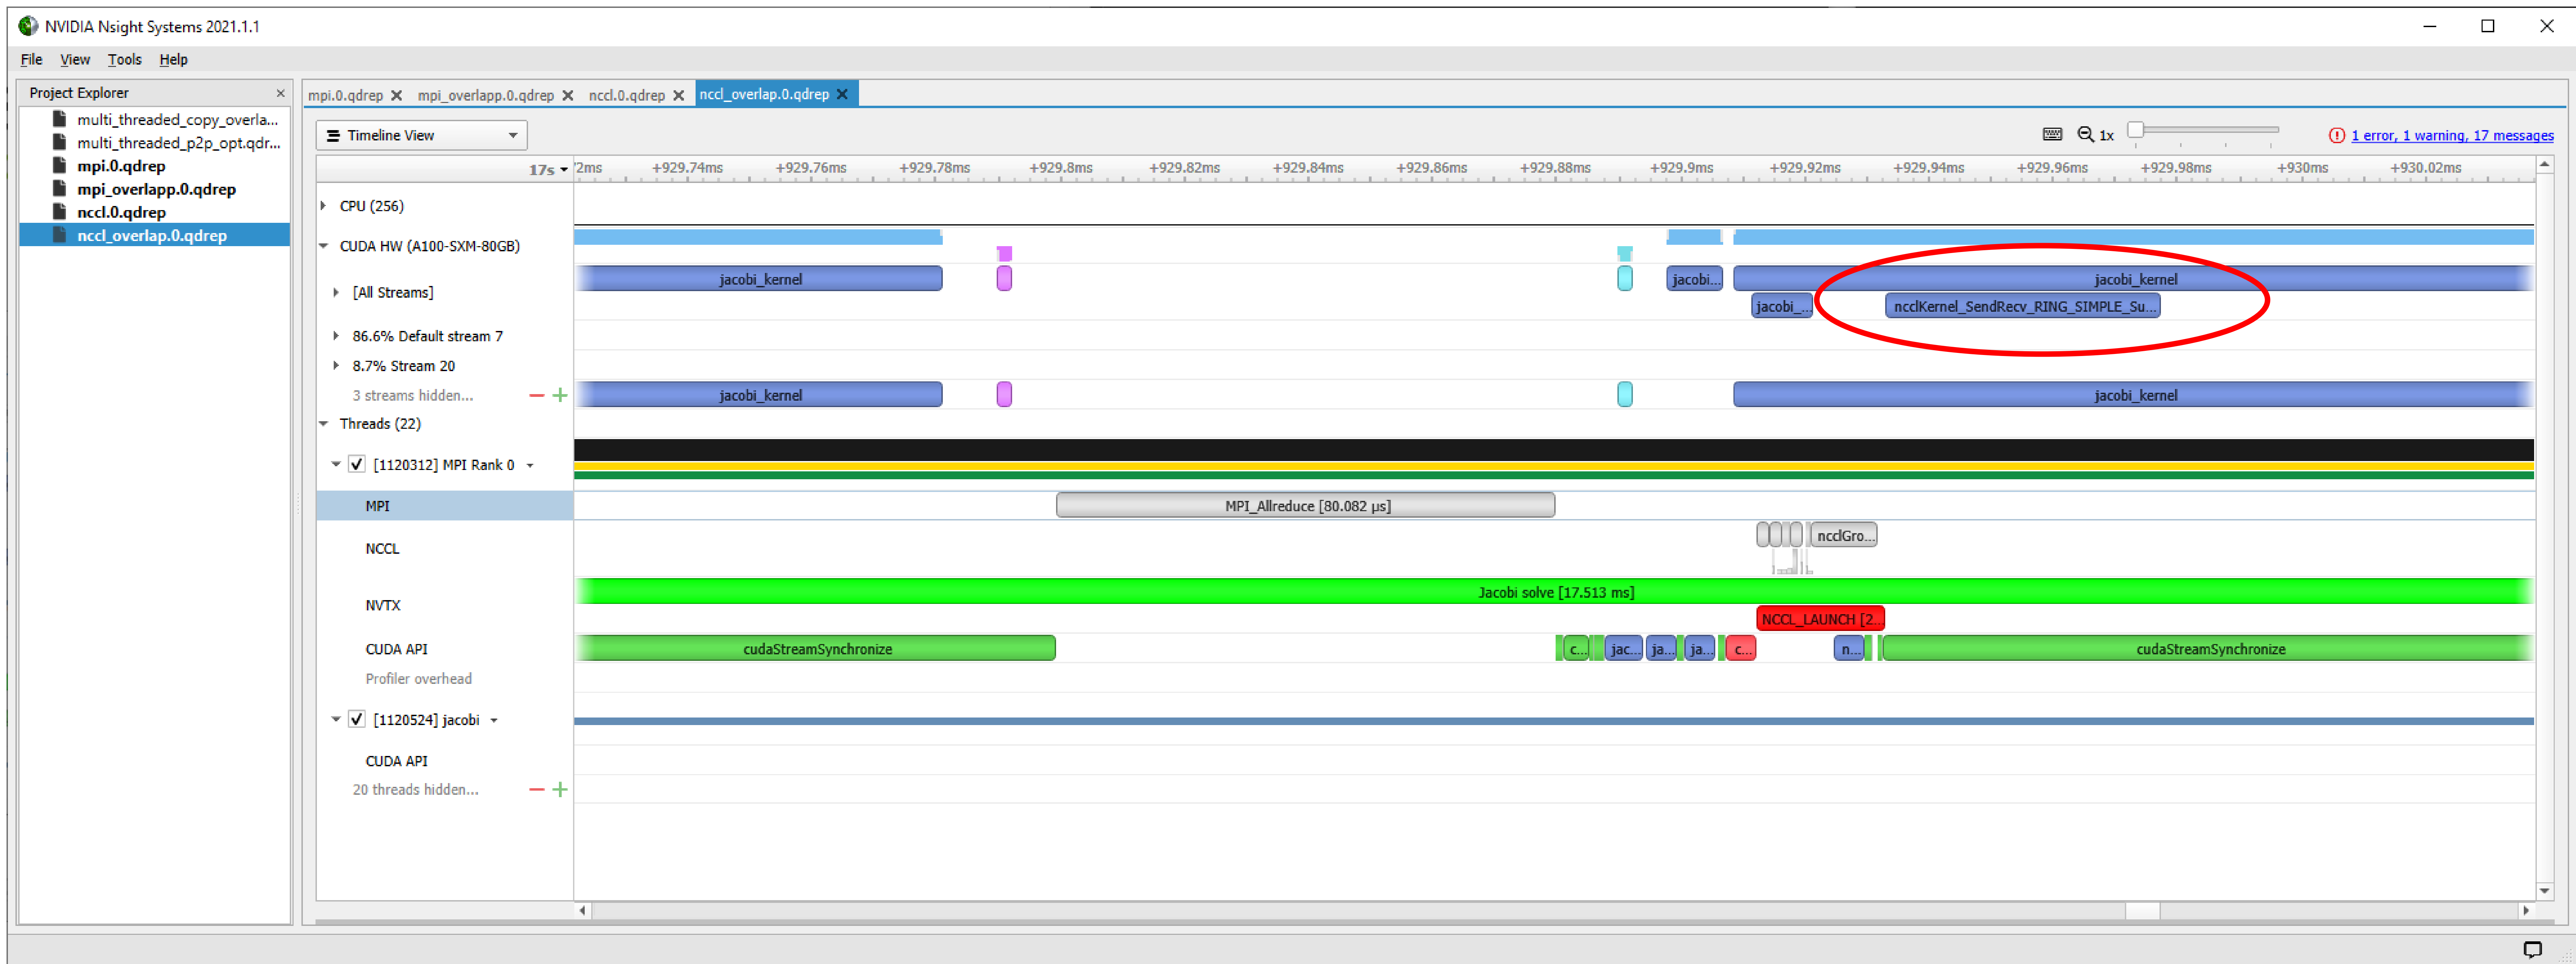 NVIDIA Nsight Systems 2021.1.1
File View Tools Help
Project Explorer
multi_threaded_copy_overla...
multi_threaded_p2p_opt.qdr...
mpi.0.qdrep
mpi_overlapp.0.qdrep
nccl.0.qdrep
nccl_overlap.0.qdrep
mpi.0.qdrep mpi_overlapp.0.qdrep nccl.0.qdrep nccl_overlap.0.qdrep
Timeline View 1x 1 error, 1 warning, 17 messages
17s 2ms +929.74ms +929.76ms +929.78ms +929.8ms +929.82ms +929.84ms +929.86ms +929.88ms +929.9ms +929.92ms +929.94ms +929.96ms +929.98ms +930ms +930.02ms
CPU (256)
CUDA HW (A100-SXM-80GB)
jacobi_kernel jacobi... jacobi_kernel
[All Streams]
jacobi_... ncclKernel_SendRecv_RING_SIMPLE_Su...
86.6% Default stream 7
8.7% Stream 20
3 streams hidden... jacobi_kernel jacobi_kernel
Threads (22)
[1120312] MPI Rank 0
MPI MPI_Allreduce [80.082 µs]
NCCL ncclGro...
Jacobi solve [17.513 ms]
NVTX
NCCL_LAUNCH [2...
CUDA API cudaStreamSynchronize c... jac... ja... ja... c... n... cudaStreamSynchronize
Profiler overhead
[1120524] jacobi
CUDA API
20 threads hidden...